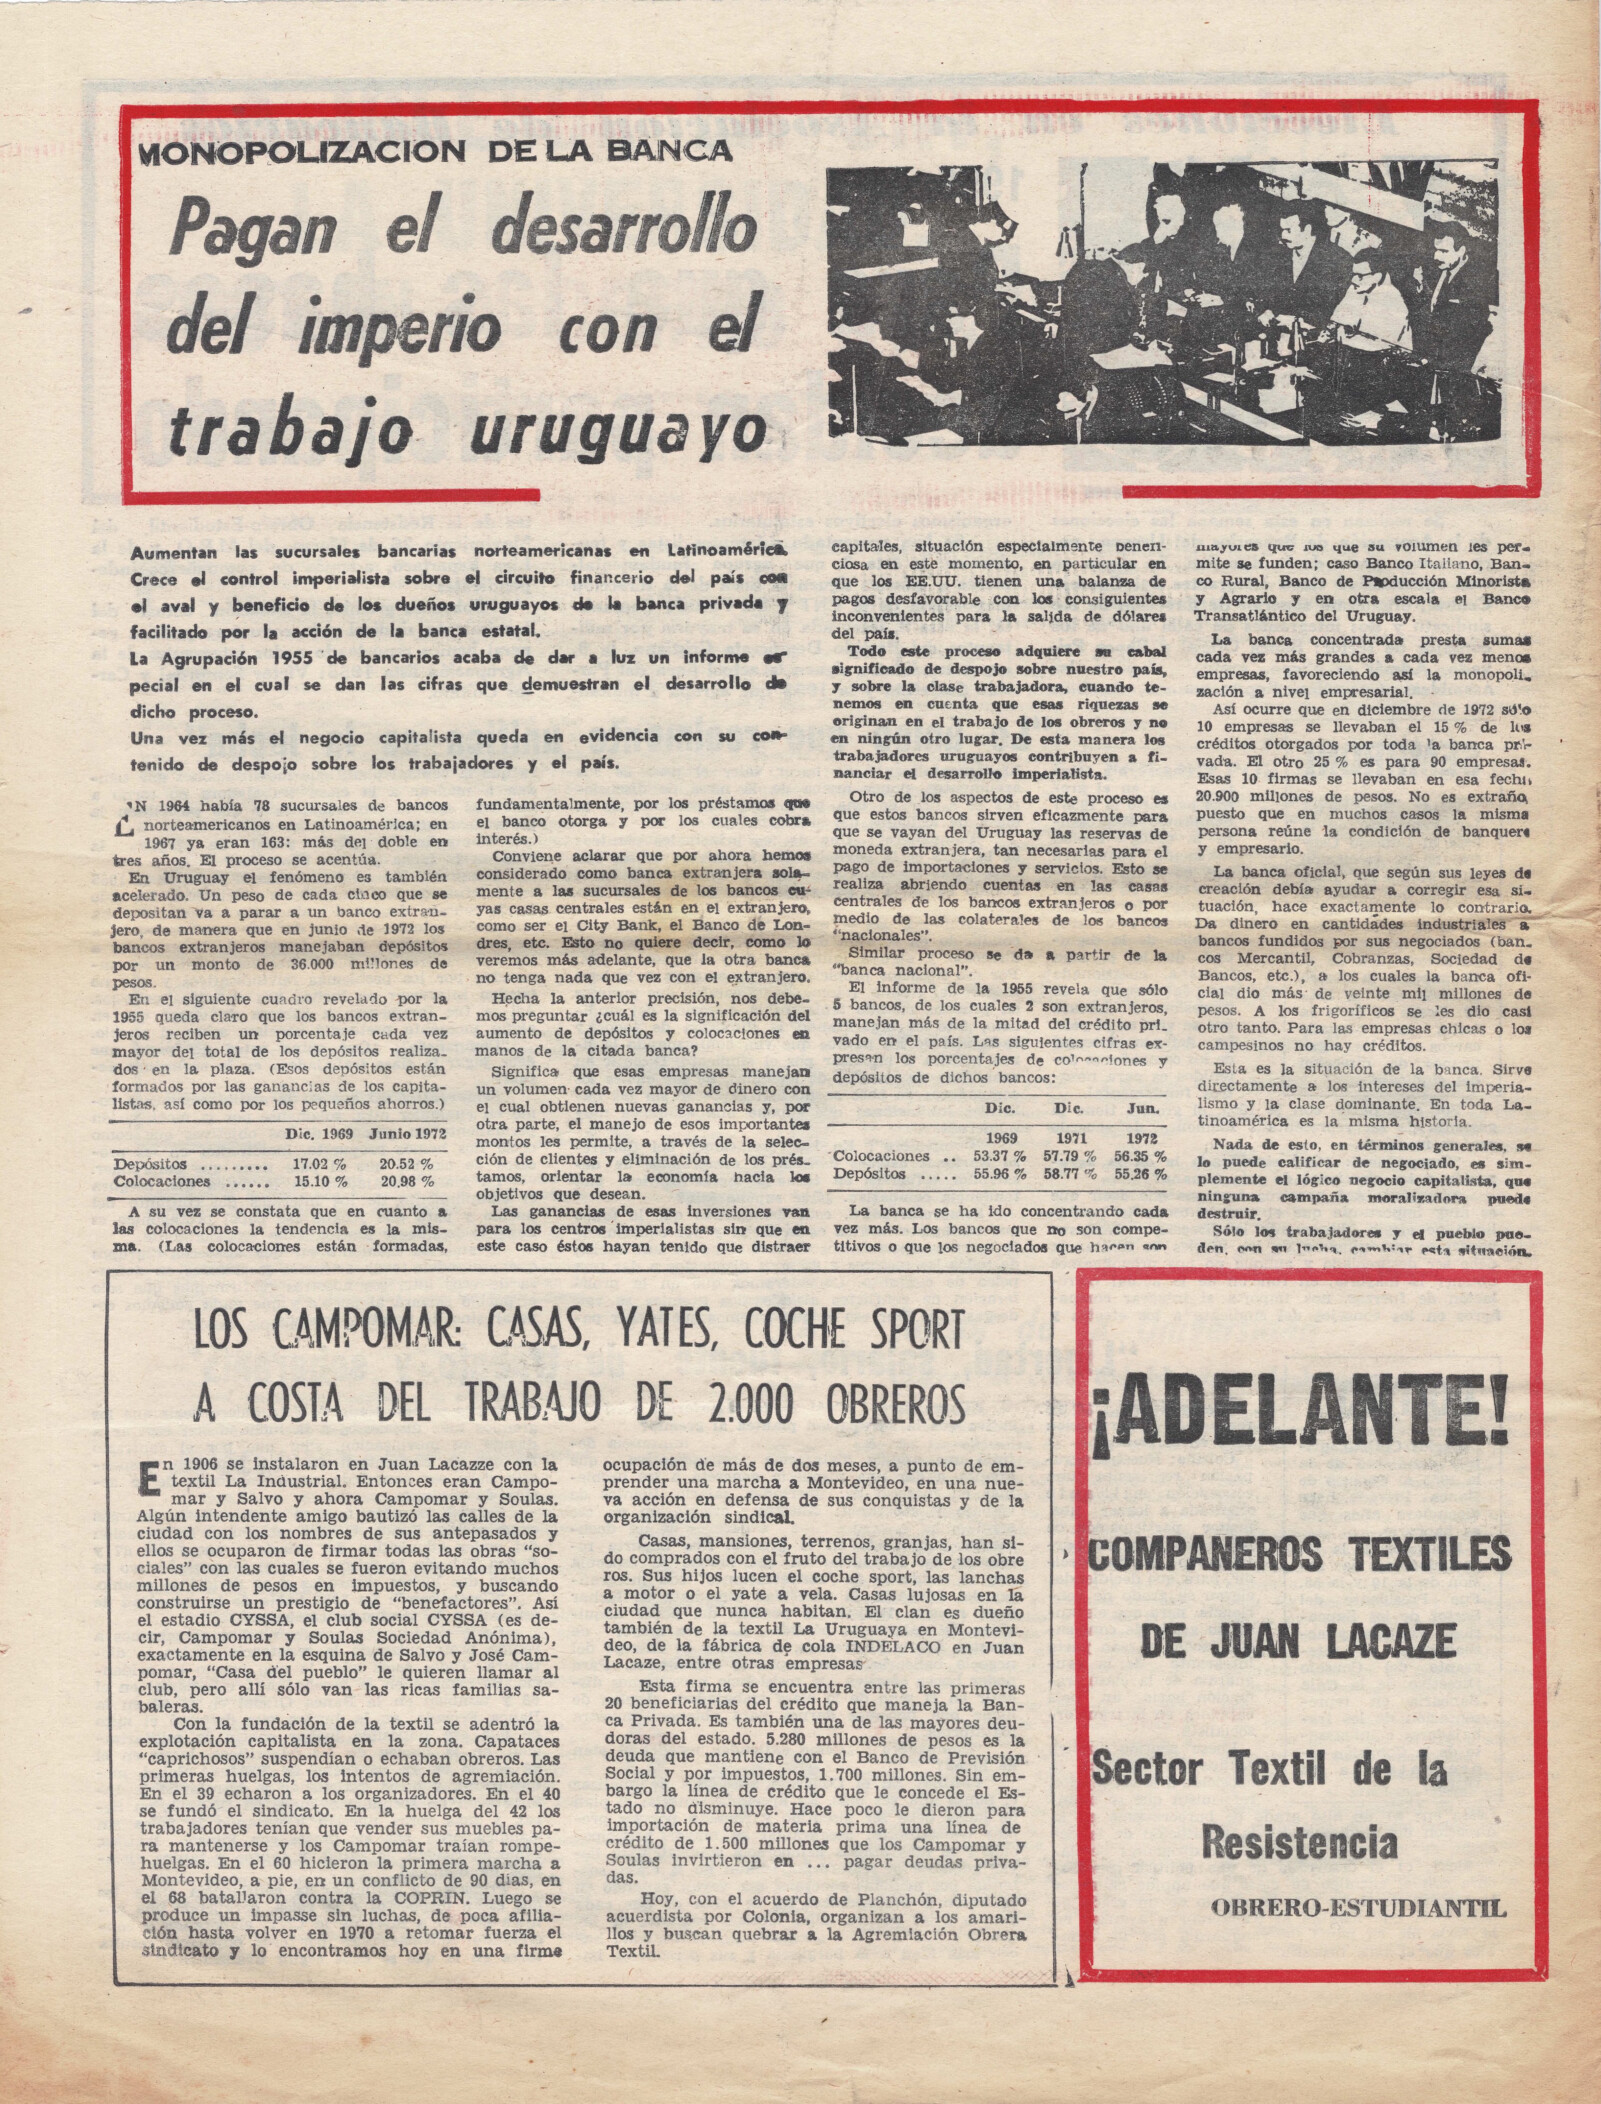 MONOPOLIZACION DE LA BANCA
Pagan el desarrollo
del imperio con el
trabajo uruguayo
Aumentan las sucursales bancarias norteamericanas en Latinoamérica.
Crece el control imperialista sobre el circuito financerio del país con
el aval y beneficio de los dueños uruguayos de la banca privada y
facilitado por la acción de la banca estatal.
La Agrupación 1955 de bancarios acaba de dar a luz un informe es-
pecial en el cual se dan las cifras que demuestran el desarrollo de
dicho proceso.
Una vez más el negocio capitalista queda en evidencia con su con-
tenido de despojo sobre los trabajadores y el país.
EN 1964 había 78 sucursales de bancos
norteamericanos en Latinoamérica; en
1967 ya eran 163: más del doble en
tres años. El proceso se acentúa.
En Uruguay el fenómeno es también
acelerado. Un peso de cada cinco que se
depositan va a parar a un banco extran-
jero, de manera que en junio de 1972 los
bancos extranjeros manejaban depósitos
por un monto de 36.000 millones de
pesos.
En el siguiente cuadro revelado por la
1955 queda claro que los bancos extran-
jeros reciben un porcentaje cada vez
mayor del total de los depósitos realiza-
dos en la plaza. (Esos depósitos están
formados por las ganancias de los capita-
listas, así como por los pequeños ahorros.)
Dic. 1969 Junio 1972
Depósitos ......... 17.02 % 20.52 %
Colocaciones ...... 15.10 % 20,98 %
A su vez se constata que en cuanto a
las colocaciones la tendencia es la mis-
ma. (Las colocaciones están formadas,
fundamentalmente, por los préstamos que
el banco otorga y por los cuales cobra
interés.)
Conviene aclarar que por ahora hemos
considerado como banca extranjera sola-
mente a las sucursales de los bancos cu-
yas casas centrales están en el extranjero,
como ser el City Bank, el Banco de Lon-
dres, etc. Esto no quiere decir, como lo
veremos más adelante, que la otra banca
no tenga nada que vez con el extranjero.
Hecha la anterior precisión, nos debe-
mos preguntar ¿cuál es la significación del
aumento de depósitos y colocaciones en
manos de la citada banca?
Significa que esas empresas manejan
un volumen cada vez mayor de dinero con
el cual obtienen nuevas ganancias y, por
otra parte, el manejo de esos importantes
montos les permite, a través de la selec-
ción de clientes y eliminación de los prés-
tamos, orientar la economía hacia los
objetivos que desean.
Las ganancias de esas inversiones van
para los centros imperialistas sin que en
este caso éstos hayan tenido que distraer
capitales, situación especialmente benefi-
ciosa en este momento, en particular en
que los EE.UU. tienen una balanza de
pagos desfavorable con los consiguientes
inconvenientes para la salida de dólares
del país.
Todo este proceso adquiere su cabal
significado de despojo sobre nuestro país,
y sobre la clase trabajadora, cuando te-
nemos en cuenta que esas riquezas se
originan en el trabajo de los obreros y no
en ningún otro lugar. De esta manera los
trabajadores uruguayos contribuyen a fi-
nanciar el desarrollo imperialista.
Otro de los aspectos de este proceso es
que estos bancos sirven eficazmente para
que se vayan del Uruguay las reservas de
moneda extranjera, tan necesarias para el
pago de importaciones y servicios. Esto se
realiza abriendo cuentas en las casas
centrales de los bancos extranjeros o por
medio de las colaterales de los bancos
"nacionales".
Similar proceso se da a partir de la
"banca nacional".
El informe de la 1955 revela que sólo
5 bancos, de los cuales 2 son extranjeros,
manejan más de la mitad del crédito pri-
vado en el país. Las siguientes cifras ex-
presan los porcentajes de colocaciones y
depósitos de dichos bancos:
Dic. Dic. Jun.
1969 1971 1972
Colocaciones .. 53.37 % 57.79 % 56.35 %
Depósitos ..... 55.96 % 58.77 % 55.26 %
La banca se ha ido concentrando cada
vez más. Los bancos que no son compe-
titivos o que los negociados que hacen son
mayores que los que su volumen les per-
mite se funden; caso Banco Italiano, Ban-
co Rural, Banco de Producción Minorista
y Agrario y en otra escala el Banco
Transatlántico del Uruguay.
La banca concentrada presta sumas
cada vez más grandes a cada vez menos
empresas, favoreciendo así la monopoli-
zación a nivel empresarial.
Así ocurre que en diciembre de 1972 sólo
10 empresas se llevaban el 15 % de los
créditos otorgados por toda la banca pri-
vada. El otro 25 % es para 90 empresas.
Esas 10 firmas se llevaban en esa fecha
20.900 millones de pesos. No es extraño,
puesto que en muchos casos la misma
persona reúne la condición de banquero
y empresario.
La banca oficial, que según sus leyes de
creación debía ayudar a corregir esa si-
tuación, hace exactamente lo contrario.
Da dinero en cantidades industriales a
bancos fundidos por sus negociados (ban-
cos Mercantil, Cobranzas, Sociedad de
Bancos, etc.), a los cuales la banca ofi-
cial dio más de veinte mil millones de
pesos. A los frigoríficos se les dio casi
otro tanto. Para las empresas chicas o los
campesinos no hay créditos.
Esta es la situación de la banca. Sirve
directamente a los intereses del imperia-
lismo y la clase dominante. En toda La-
tinoamérica es la misma historia.
Nada de esto, en términos generales, se
lo puede calificar de negociado, es sim-
plemente el lógico negocio capitalista, que
ninguna campaña moralizadora puede
destruir.
Sólo los trabajadores y el pueblo pue-
den, con su lucha, cambiar esta situación.
LOS CAMPOMAR: CASAS, YATES, COCHE SPORT
A COSTA DEL TRABAJO DE 2.000 OBREROS
En 1906 se instalaron en Juan Lacazze con la
textil La Industrial. Entonces eran Campo-
mar y Salvo y ahora Campomar y Soulas.
Algún intendente amigo bautizó las calles de la
ciudad con los nombres de sus antepasados y
ellos se ocuparon de firmar todas las obras "so-
ciales" con las cuales se fueron evitando muchos
millones de pesos en impuestos, y buscando
construirse un prestigio de "benefactores". Así
el estadio CYSSA, el club social CYSSA (es de-
cir, Campomar y Soulas Sociedad Anónima),
exactamente en la esquina de Salvo y José Cam-
pomar, "Casa del pueblo" le quieren llamar al
club, pero allí sólo van las ricas familias sa-
baleras.
Con la fundación de la textil se adentró la
explotación capitalista en la zona. Capataces
"caprichosos" suspendían o echaban obreros. Las
primeras huelgas, los intentos de agremiación.
En el 39 echaron a los organizadores. En el 40
se fundó el sindicato. En la huelga del 42 los
trabajadores tenían que vender sus muebles pa-
ra mantenerse y los Campomar traían rompe-
huelgas. En el 60 hicieron la primera marcha a
Montevideo, a pie, en un conflicto de 90 días, en
el 68 batallaron contra la COPRIN. Luego se
produce un impasse sin luchas, de poca afilia-
ción hasta volver en 1970 a retomar fuerza el
sindicato y lo encontramos hoy en una firme
ocupación de más de dos meses, a punto de em-
prender una marcha a Montevideo, en una nue-
va acción en defensa de sus conquistas y de la
organización sindical.
Casas, mansiones, terrenos, granjas, han si-
do comprados con el fruto del trabajo de los obre
ros. Sus hijos lucen el coche sport, las lanchas
a motor o el yate a vela. Casas lujosas en la
ciudad que nunca habitan. El clan es dueño
también de la textil La Uruguaya en Montevi-
deo, de la fábrica de cola INDELACO en Juan
Lacaze, entre otras empresas
Esta firma se encuentra entre las primeras
20 beneficiarias del crédito que maneja la Ban-
ca Privada. Es también una de las mayores deu-
doras del estado. 5.280 millones de pesos es la
deuda que mantiene con el Banco de Previsión
Social y por impuestos, 1.700 millones. Sin em-
bargo la línea de crédito que le concede el Es-
tado no disminuye. Hace poco le dieron para
importación de materia prima una línea de
crédito de 1.500 millones que los Campomar y
Soulas invirtieron en ... pagar deudas priva-
das.
Hoy, con el acuerdo de Planchón, diputado
acuerdista por Colonia, organizan a los amari-
llos y buscan quebrar a la Agremiación Obrera
Textil.
¡ADELANTE!
COMPAÑEROS TEXTILES
DE JUAN LACAZE
Sector Textil de la
Resistencia
OBRERO-ESTUDIANTIL